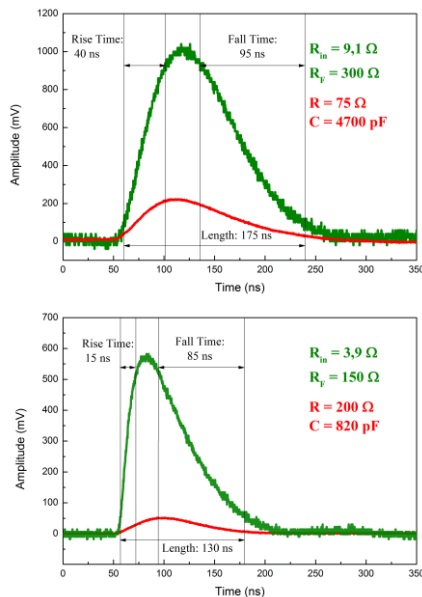 1200
1000
800
600
400
200
0
Amplitude (mV)
Rise Time:
40 ns
Fall Time:
95 ns
R_in = 9,1 Ω
R_F = 300 Ω
R = 75 Ω
C = 4700 pF
Length: 175 ns
0 50 100 150 200 250 300 350
Time (ns)
700
600
500
400
300
200
100
0
Amplitude (mV)
Rise Time:
15 ns
Fall Time:
85 ns
R_in = 3,9 Ω
R_F = 150 Ω
R = 200 Ω
C = 820 pF
Length: 130 ns
0 50 100 150 200 250 300 350
Time (ns)